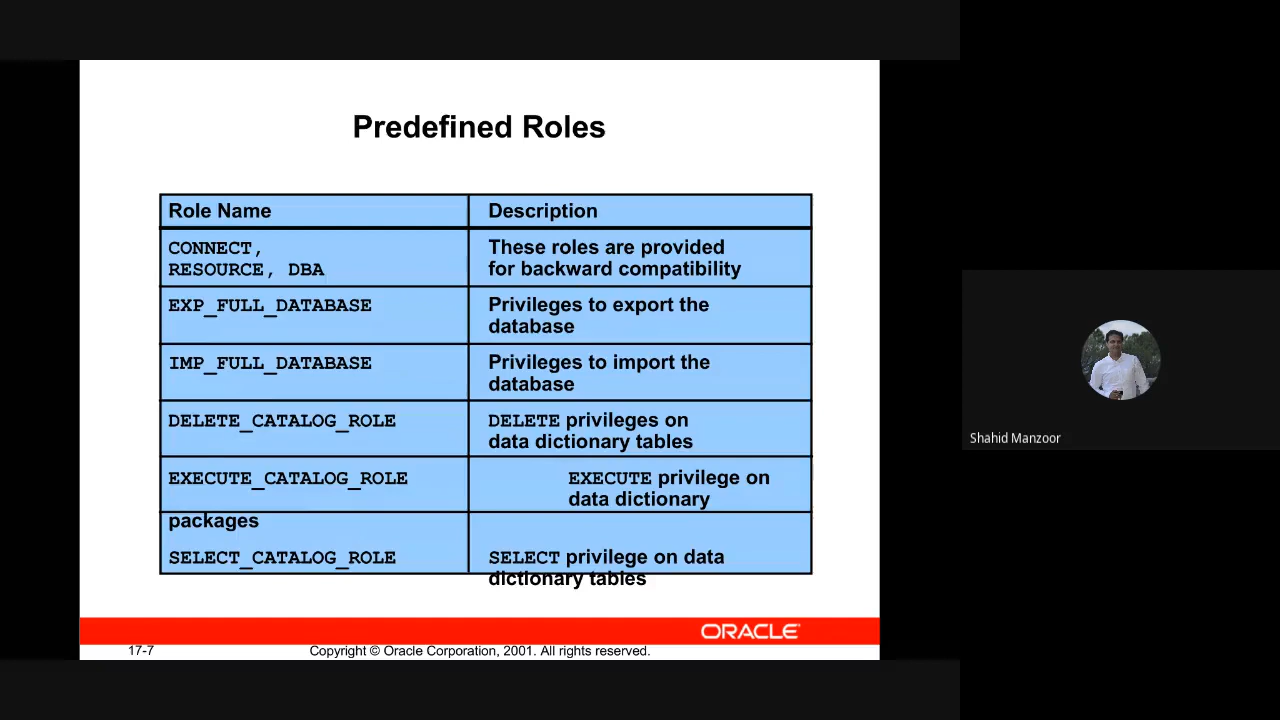 Predefined Roles
Role Name
Description
CONNECT,
RESOURCE, DBA
These roles are provided
for backward compatibility
EXP_FULL_DATABASE
Privileges to export the
database
IMP_FULL_DATABASE
Privileges to import the
database
DELETE_CATALOG_ROLE
DELETE privileges on
data dictionary tables
EXECUTE_CATALOG_ROLE
EXECUTE privilege on
data dictionary
packages
SELECT_CATALOG_ROLE
SELECT privilege on data
dictionary tables
ORACLE
17-7
Copyright © Oracle Corporation, 2001. All rights reserved.
Shahid Manzoor